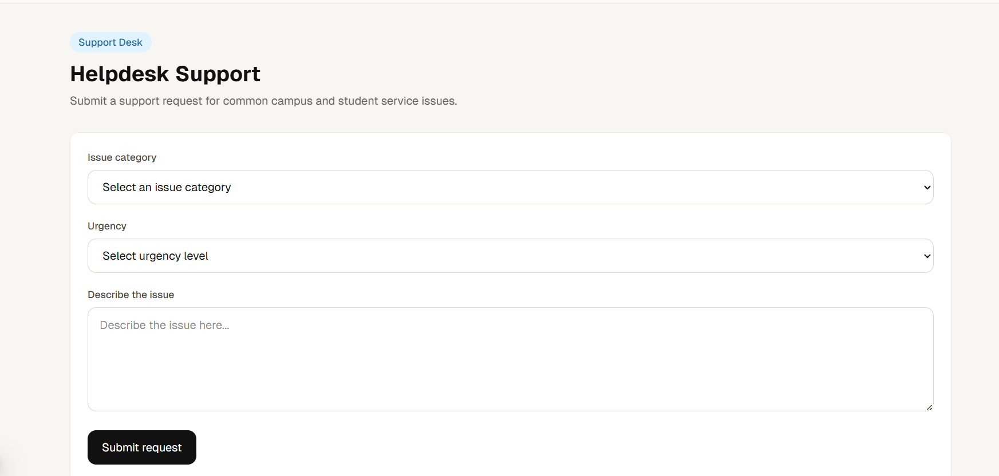 Support Desk
Helpdesk Support
Submit a support request for common campus and student service issues.
Issue category
Select an issue category
Urgency
Select urgency level
Describe the issue
Describe the issue here...
Submit request